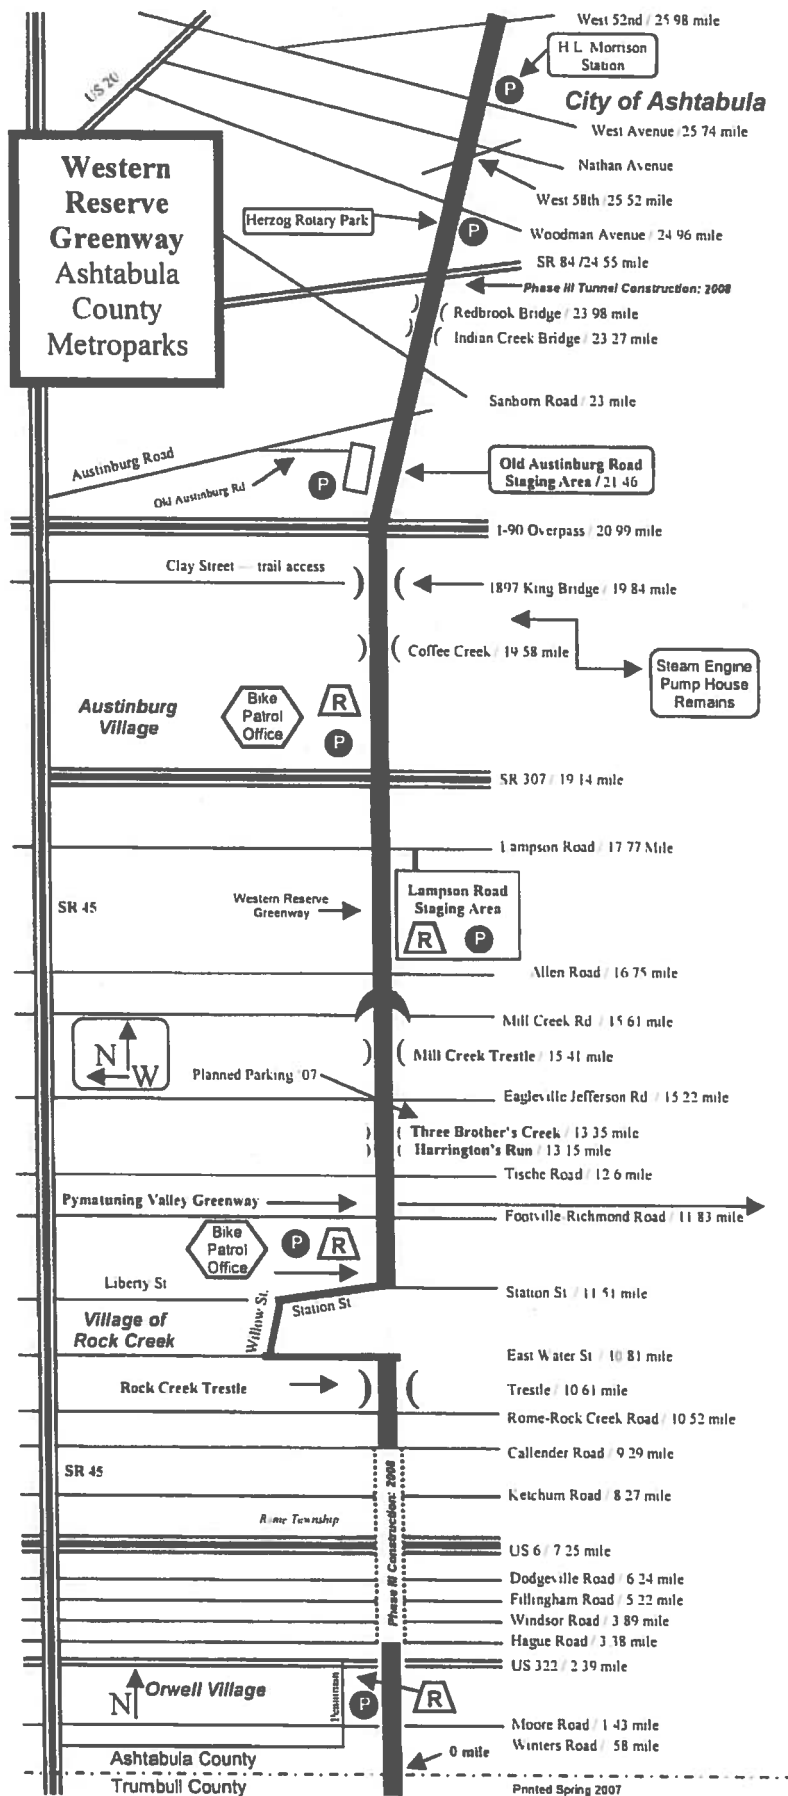 West 52nd / 25 98 mile
H L Morrison
Station
US 20
P
City of Ashtabula
West Avenue / 25 74 mile
Western
Reserve
Greenway
Ashtabula
County
Metroparks
Nathan Avenue
West 58th / 25 52 mile
Herzog Rotary Park
P
Woodman Avenue / 24 96 mile
SR 84 /24 55 mile
Phase III Tunnel Construction: 2008
Redbrook Bridge / 23 98 mile
Indian Creek Bridge / 23 27 mile
Sanborn Road / 23 mile
Austinburg Road
Old Austinburg Rd
P
Old Austinburg Road
Staging Area / 21 46
I-90 Overpass / 20 99 mile
Clay Street — trail access
1897 King Bridge / 19 84 mile
Coffee Creek / 19 58 mile
Steam Engine
Pump House
Remains
Austinburg
Village
Bike
Patrol
Office
R
P
SR 307 / 19 14 mile
Lampson Road / 17 77 Mile
SR 45
Western Reserve
Greenway
Lampson Road
Staging Area
R P
Allen Road / 16 75 mile
Mill Creek Rd / 15 61 mile
N
W
Mill Creek Trestle / 15 41 mile
Planned Parking '07
Eagleville Jefferson Rd / 15 22 mile
Three Brother's Creek / 13 35 mile
Harrington's Run / 13 15 mile
Tische Road / 12 6 mile
Pymatuning Valley Greenway
Footville-Richmond Road / 11 83 mile
Bike
Patrol
Office
P R
Liberty St
Station St / 11 51 mile
Station St
Willow St.
Village of
Rock Creek
East Water St / 10 81 mile
Rock Creek Trestle
Trestle / 10 61 mile
Rome-Rock Creek Road / 10 52 mile
Callender Road / 9 29 mile
SR 45
Ketchum Road / 8 27 mile
Phase III Construction: 2008
Rome Township
US 6 / 7 25 mile
Dodgeville Road / 6 24 mile
Fillingham Road / 5 22 mile
Windsor Road / 3 89 mile
Hague Road / 3 38 mile
US 322 / 2 39 mile
N
Orwell Village
Penniman
P
R
Moore Road / 1 43 mile
Winters Road / 58 mile
0 mile
Ashtabula County
Trumbull County
Printed Spring 2007